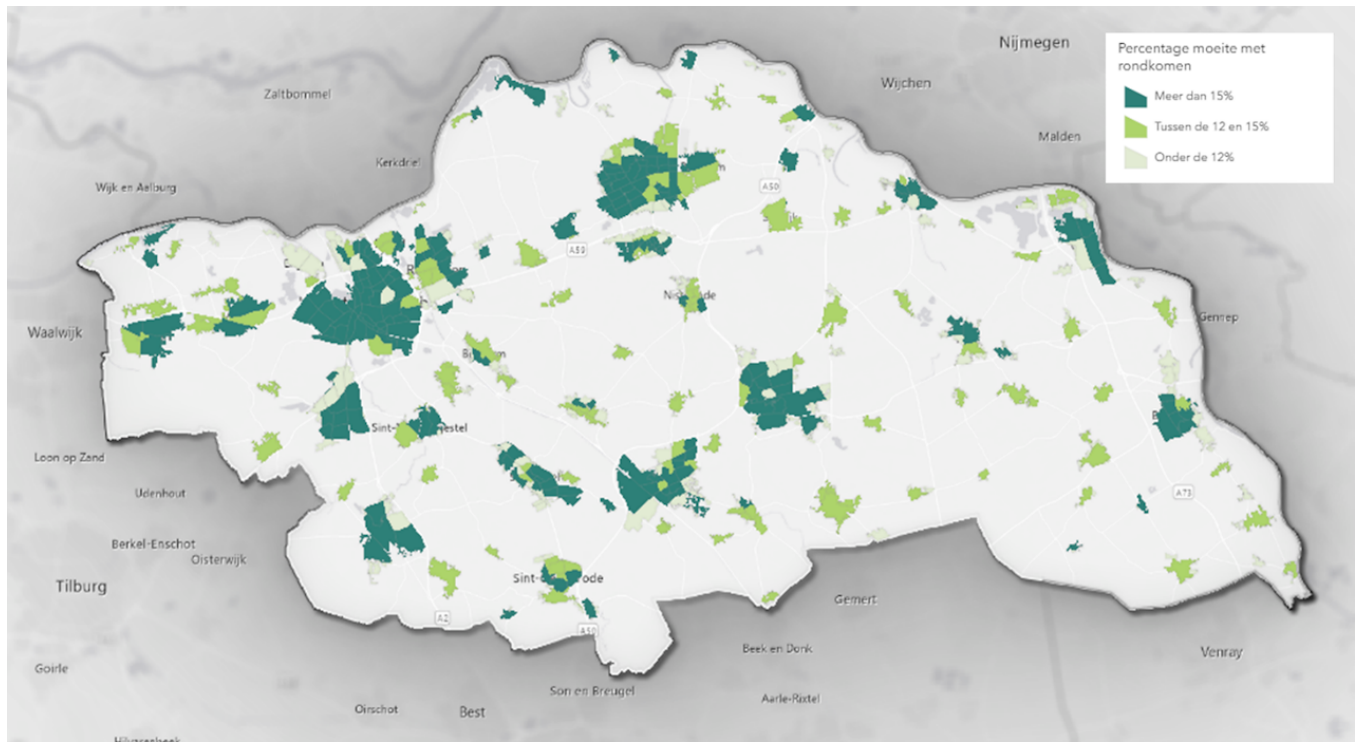 Nijmegen
Percentage moeite met
rondkomen
Meer dan 15%
Tussen de 12 en 15%
Onder de 12%
Wijchen
Zaltbommel
Malden
Kerkdriel
Wijk en Aalburg
A50
A59
Waalwijk
Gennep
Loon op Zand
Udenhout
A73
Berkel-Enschot
Oisterwijk
Tilburg
Gemert
A2
A50
Beek en Donk
Venray
Goirle
Son en Breugel
Aarle-Rixtel
Oirschot
Best
Hilvarenbeek